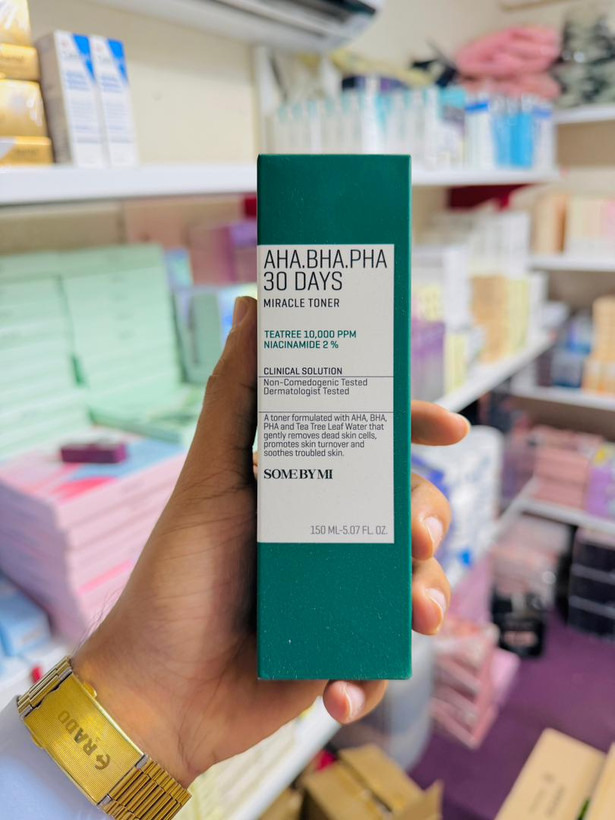 AHA.BHA.PHA
30 DAYS
MIRACLE TONER
TEATREE 10,000 PPM
NIACINAMIDE 2 %
CLINICAL SOLUTION
Non-Comedogenic Tested
Dermatologist Tested
A toner formulated with AHA, BHA,
PHA and Tea Tree Leaf Water that
gently removes dead skin cells,
promotes skin turnover and
soothes troubled skin.
SOME BY MI
150 ML-5.07 FL. OZ.
RADO